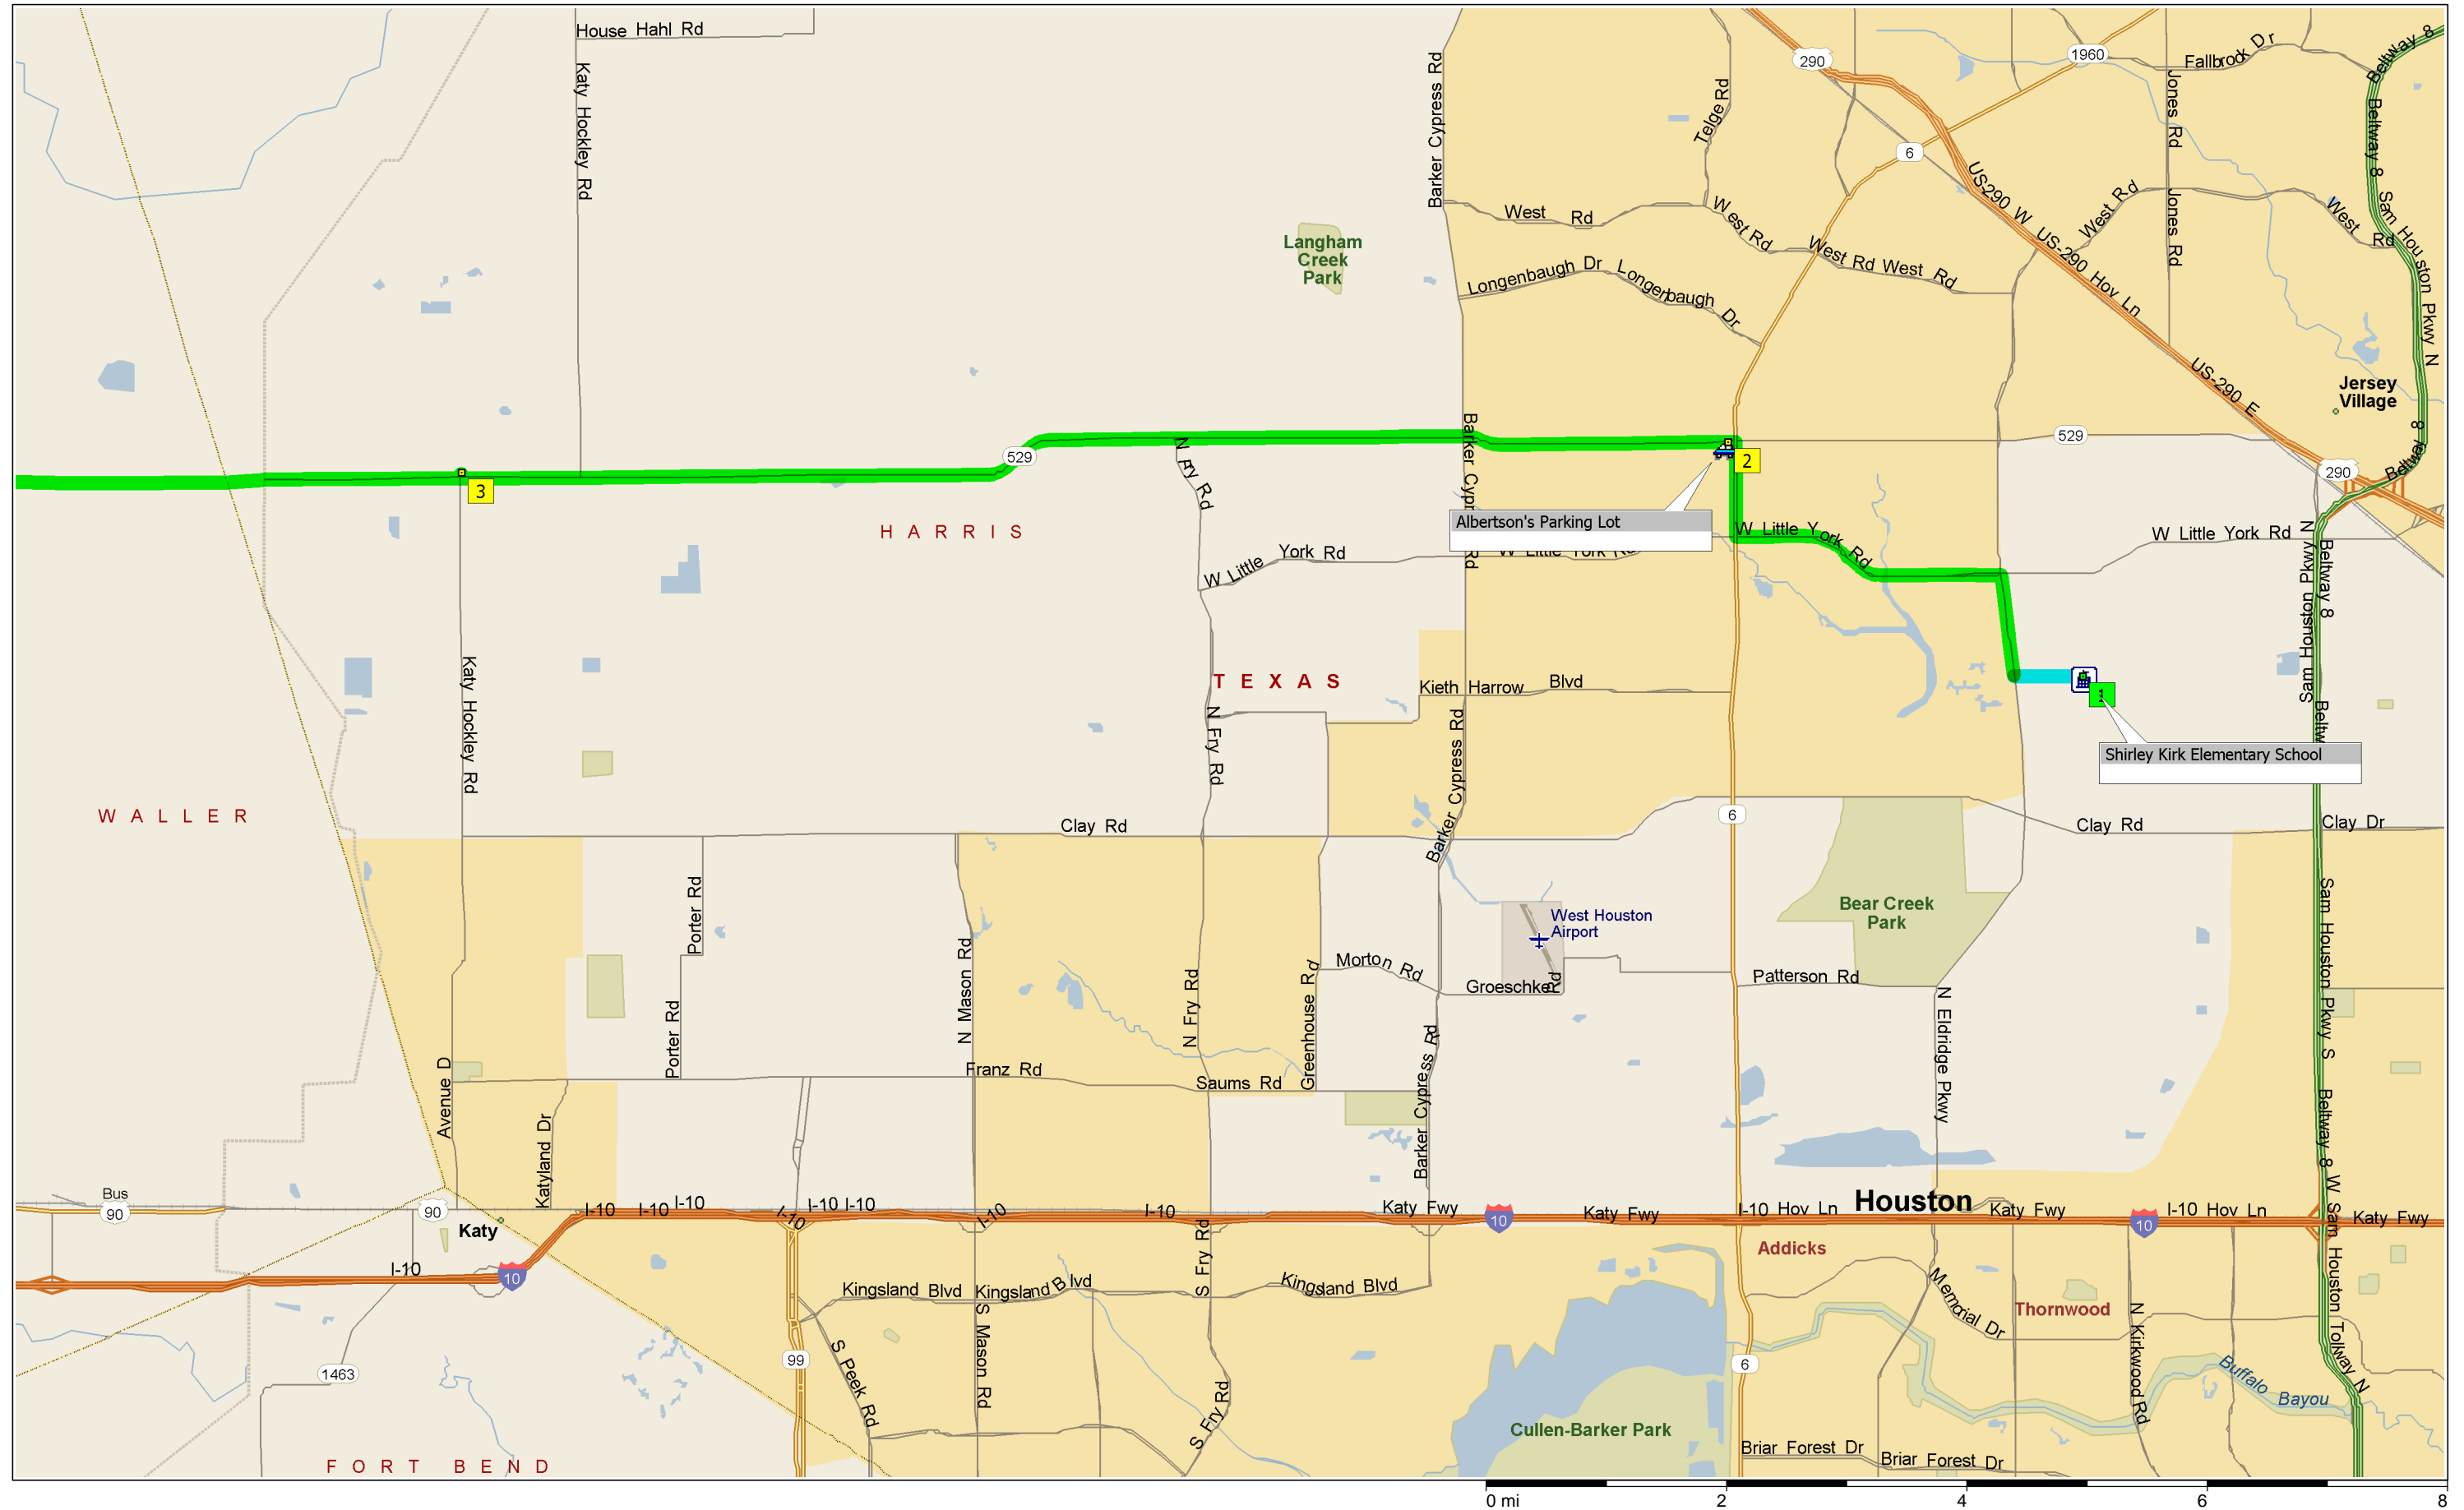 House Hahl Rd
Katy Hockley Rd
Barker Cypress Rd
Telge Rd
290
1960
Fallbrook Dr
Beltway 8
Beltway 8
Jones Rd
6
US-290 W
West Rd
West Rd
West Rd
West Rd
West Rd
West Rd
Jones Rd
Sam Houston Pkwy N
Langham
Creek
Park
US-290 Hov Ln
Longenbaugh Dr
Longenbaugh Dr
US-290 E
Jersey
Village
529
529
Barker Cypr
Rd
N Fry Rd
2
290
8
Beltway
3
HARRIS
Albertson's Parking Lot
W Little York Rd
W Little York Rd
W Little York Rd
W Little York Rd
N
Sam Houston Pkwy
Beltway 8
Katy Hockley Rd
TEXAS
Kieth Harrow Blvd
1
Beltw
N Fry Rd
Barker Cypress Rd
Shirley Kirk Elementary School
WALLER
Clay Rd
6
Clay Rd
Clay Dr
Porter Rd
Bear Creek
Park
West Houston
Airport
Sam Houston Pkwy S
N Mason Rd
Morton Rd
Groeschke Rd
Patterson Rd
N Fry Rd
Greenhouse Rd
Porter Rd
Barker Cypress Rd
N Eldridge Pkwy
Avenue D
Franz Rd
Saums Rd
Katyland Dr
Beltway 8
Bus
90
90
Katy
I-10
I-10
I-10
I-10
I-10
I-10
I-10
I-10
I-10
Katy Fwy
10
Katy Fwy
I-10 Hov Ln
Houston
Katy Fwy
10
I-10 Hov Ln
Katy Fwy
W Sam Houston Tollway N
Addicks
10
Kingsland Blvd
Kingsland Blvd
S Fry Rd
Kingsland Blvd
Memorial Dr
Thornwood
N Kirkwood Rd
S Mason Rd
S Peek Rd
99
1463
6
S Fry Rd
Buffalo Bayou
Cullen-Barker Park
Briar Forest Dr
Briar Forest Dr
FORT BEND
0 mi
2
4
6
8